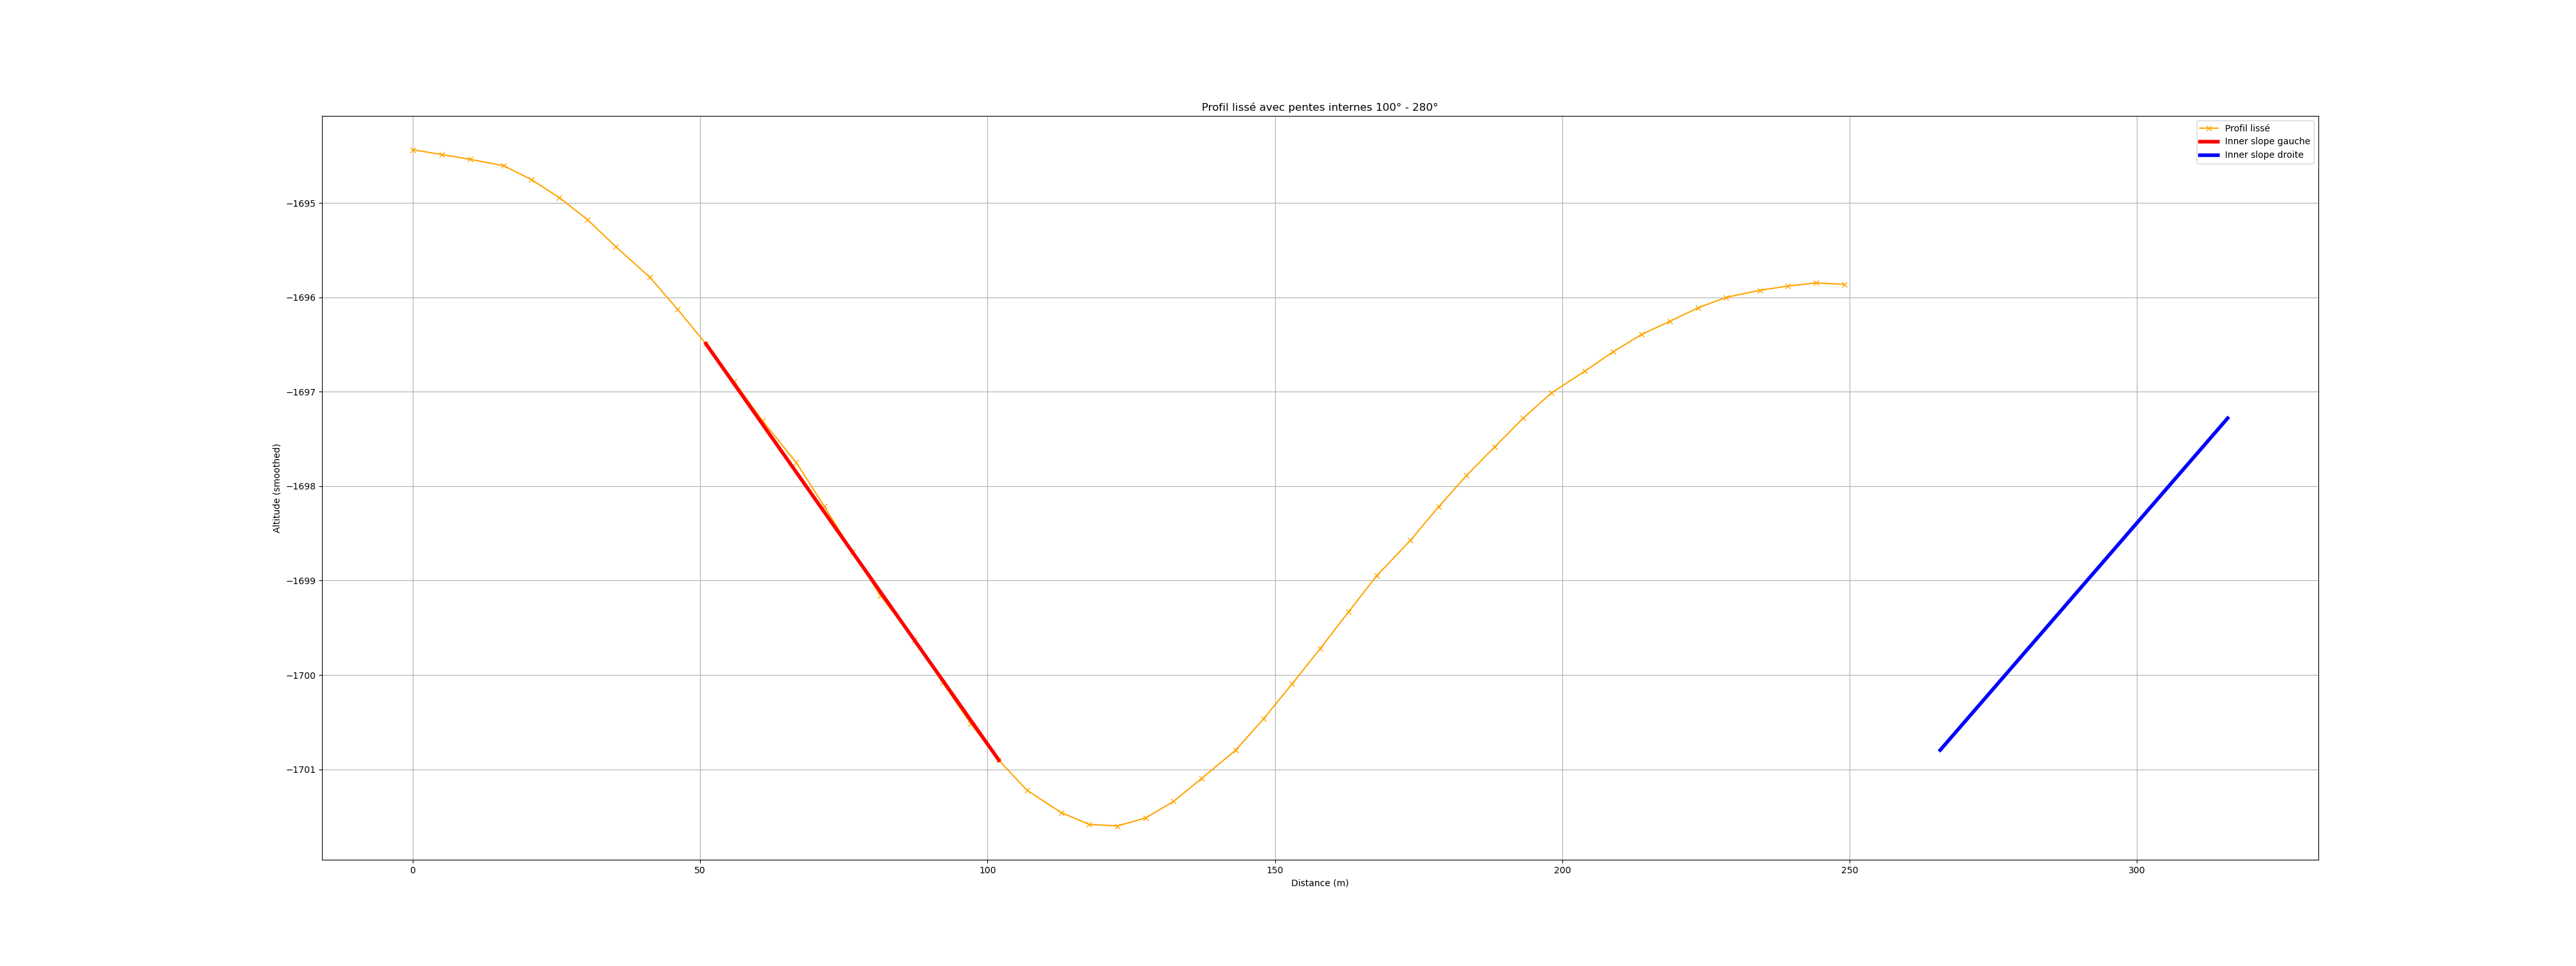 Profil lissé avec pentes internes 100° - 280°
Profil lissé
Inner slope gauche
Inner slope droite
Altitude (smoothed)
−1695
−1696
−1697
−1698
−1699
−1700
−1701
0
50
100
150
200
250
300
Distance (m)